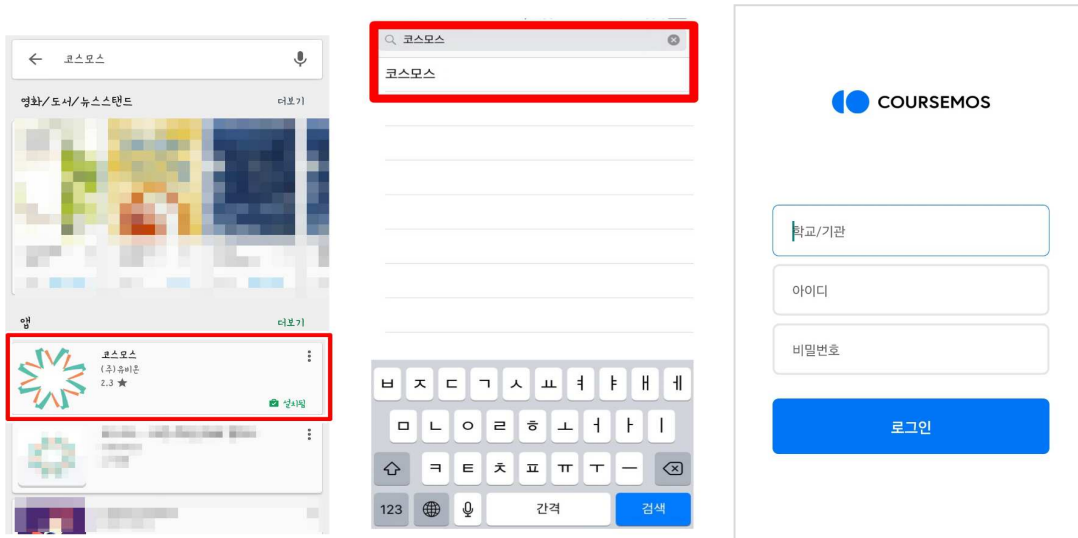 코스모스
영화/도서/뉴스스탠드 더보기
앱 더보기
코스모스
(주)유비온
2.3 ★
설치됨
코스모스
코스모스
ㅂ ㅈ ㄷ ㄱ ㅅ ㅛ ㅕ ㅑ ㅐ ㅔ
ㅁ ㄴ ㅇ ㄹ ㅎ ㅗ ㅓ ㅏ ㅣ
ㅋ ㅌ ㅊ ㅍ ㅠ ㅜ ㅡ
123 간격 검색
COURSEMOS
학교/기관
아이디
비밀번호
로그인